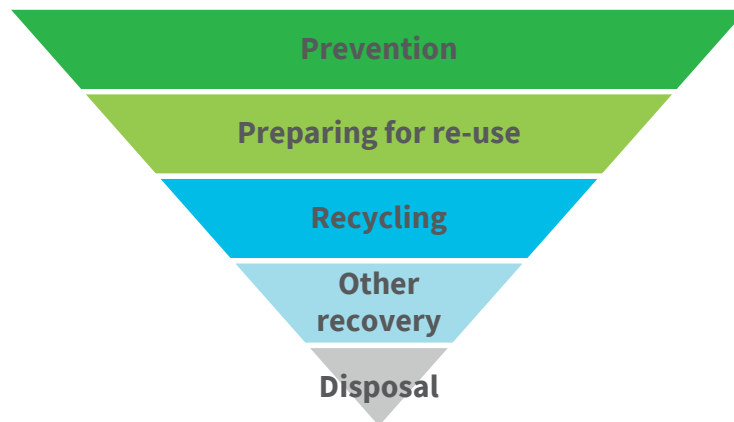 Prevention
Preparing for re-use
Recycling
Other
recovery
Disposal